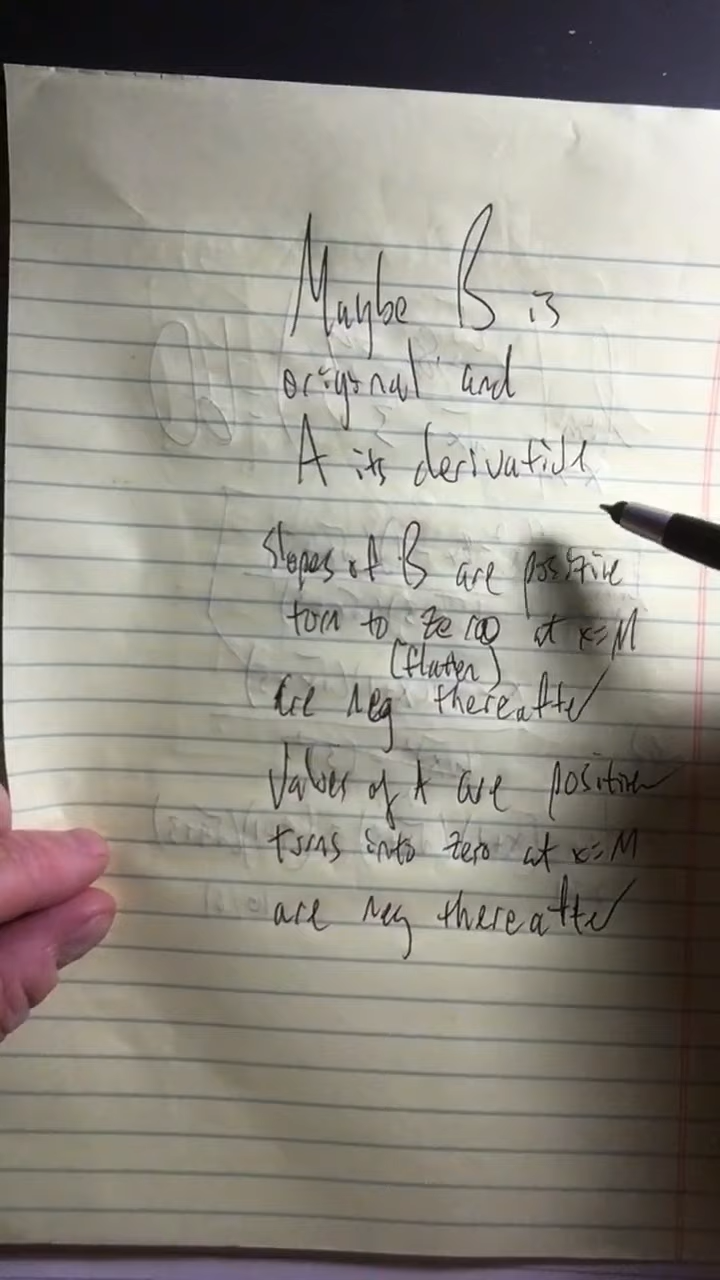 Maybe B is
original and
A its derivative
Slopes of B are positive
turn to zero at x=M
(flatten)
are neg thereafter
Values of A are positive
turns into zero at x=M
are neg thereafter